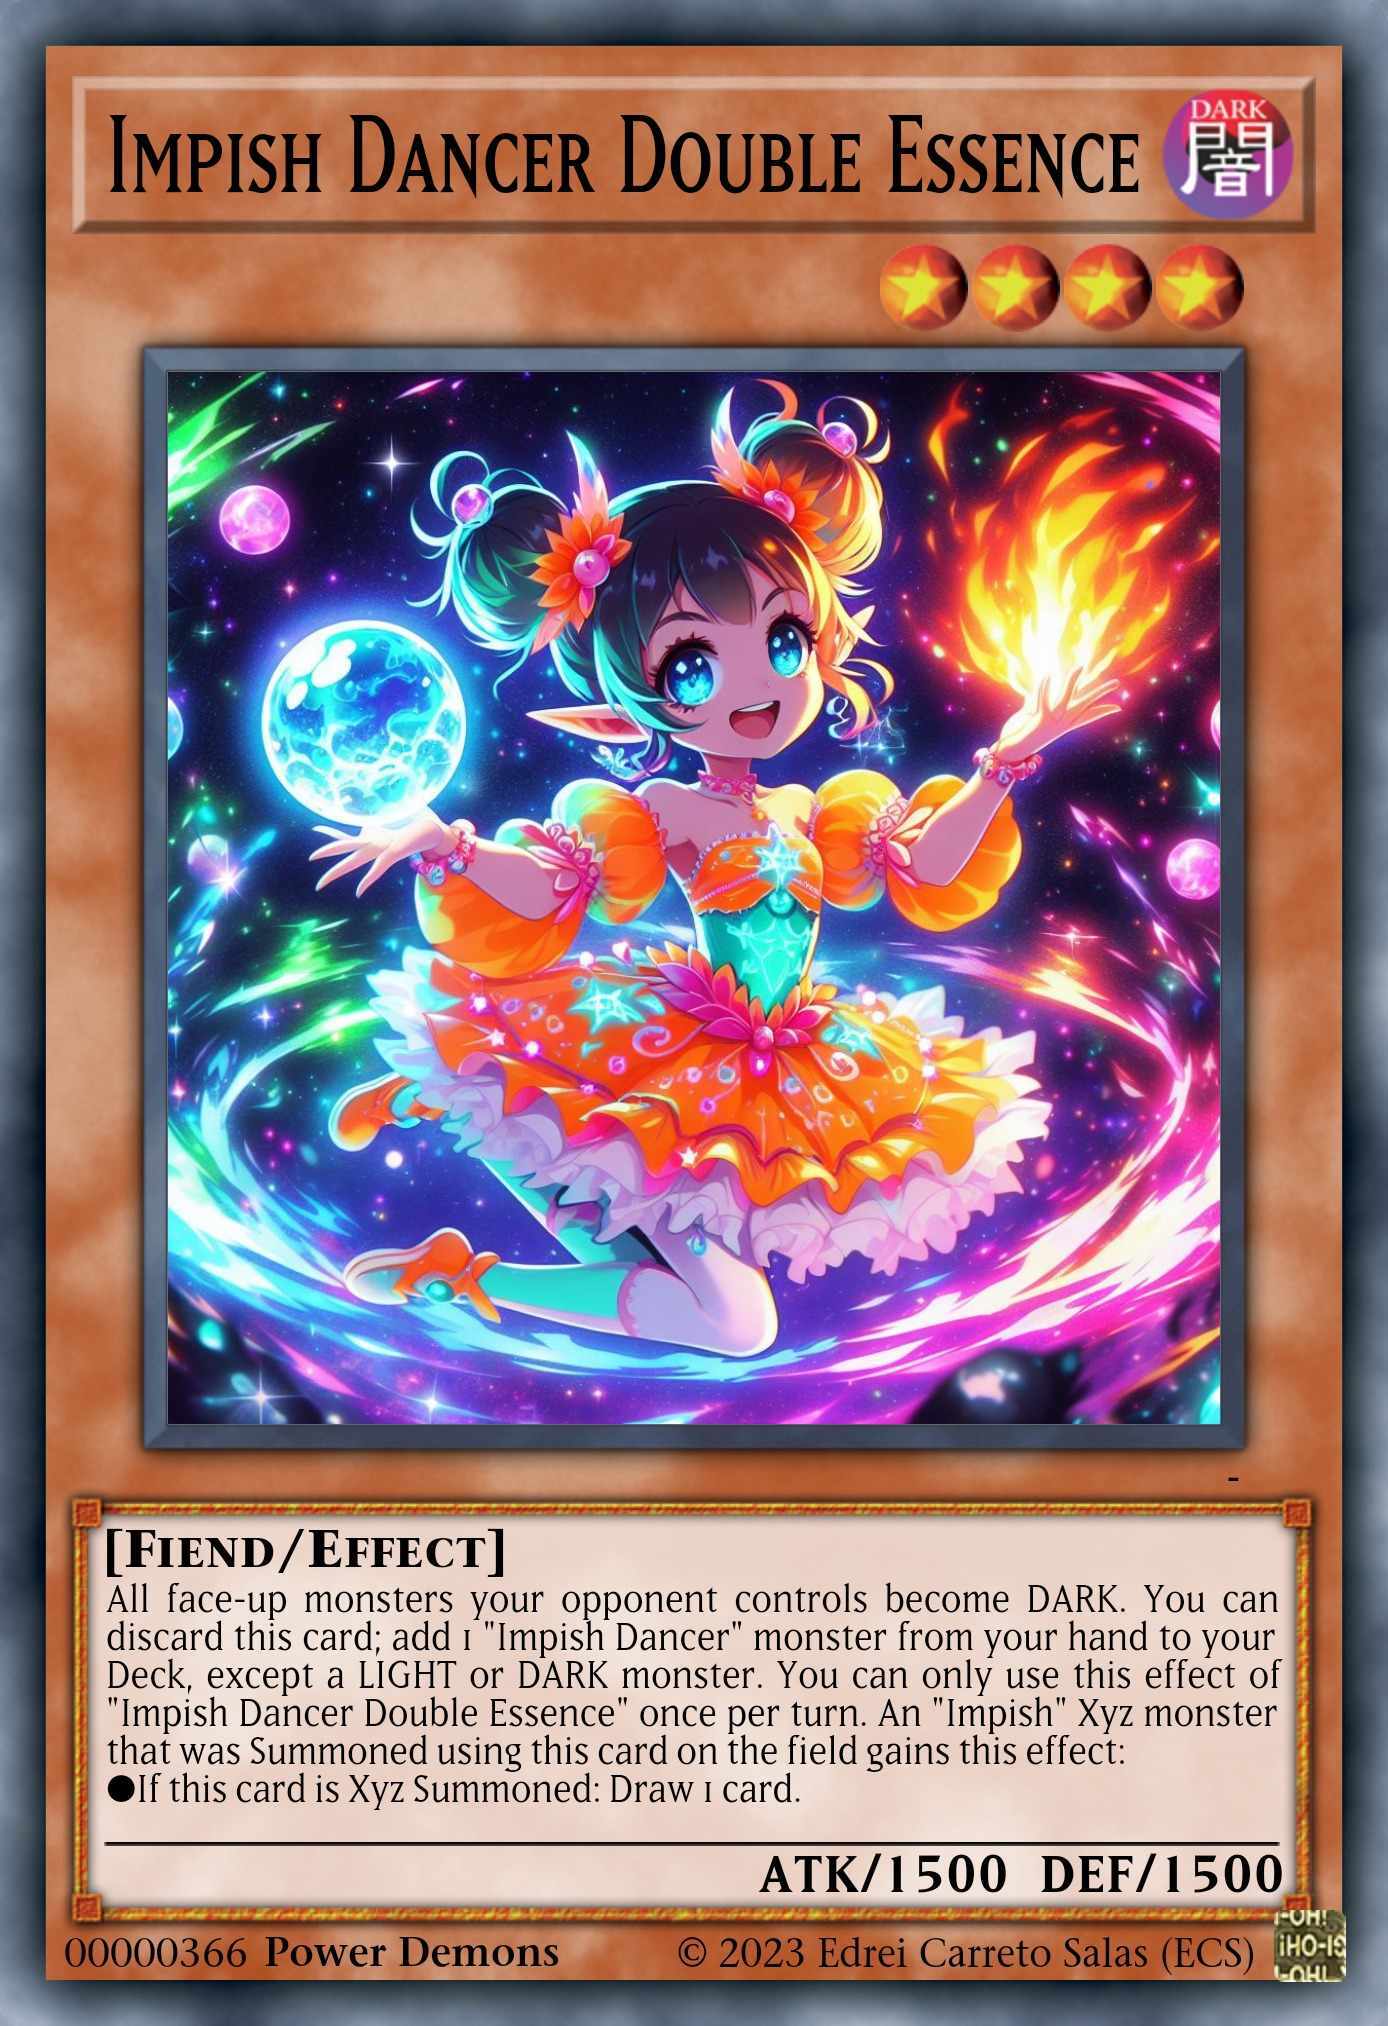 Impish Dancer Double Essence
DARK
闇
-
[Fiend/Effect]
All face-up monsters your opponent controls become DARK. You can
discard this card; add 1 "Impish Dancer" monster from your hand to your
Deck, except a LIGHT or DARK monster. You can only use this effect of
"Impish Dancer Double Essence" once per turn. An "Impish" Xyz monster
that was Summoned using this card on the field gains this effect:
●If this card is Xyz Summoned: Draw 1 card.
ATK/1500 DEF/1500
00000366 Power Demons © 2023 Edrei Carreto Salas (ECS)
-OH!